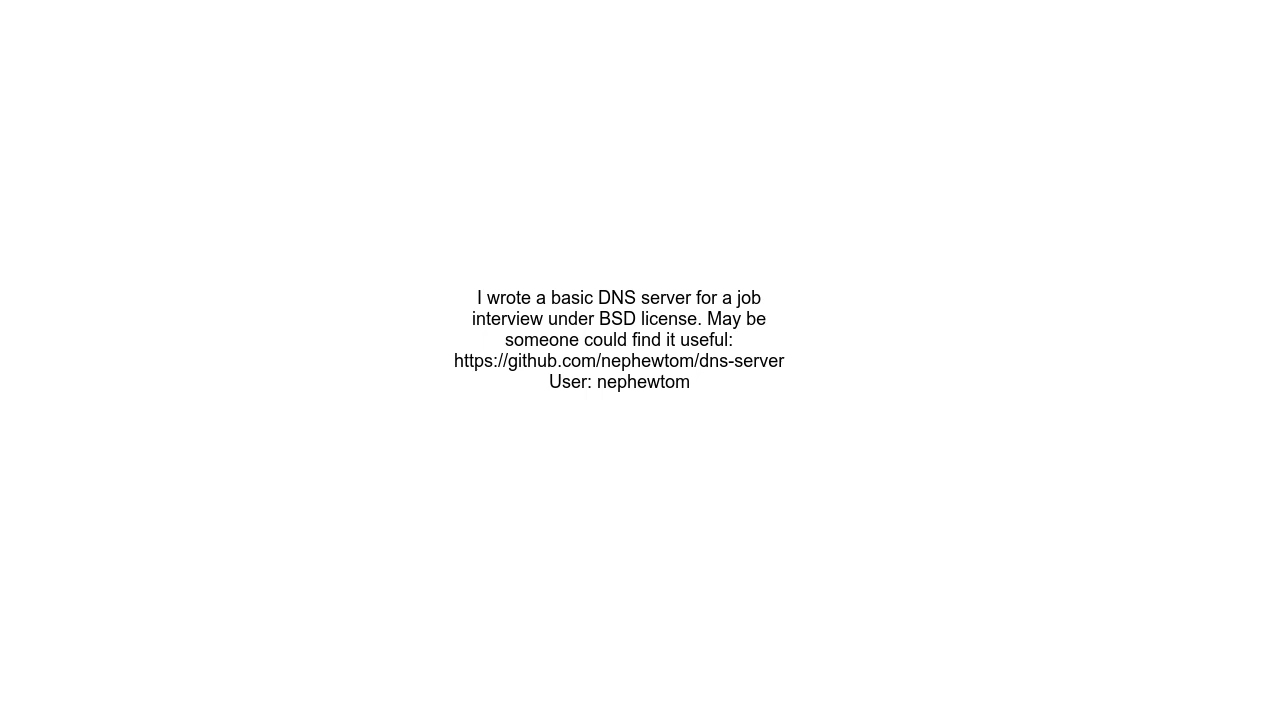 I wrote a basic DNS server for a job
interview under BSD license. May be
someone could find it useful:
https://github.com/nephewtom/dns-server
User: nephewtom